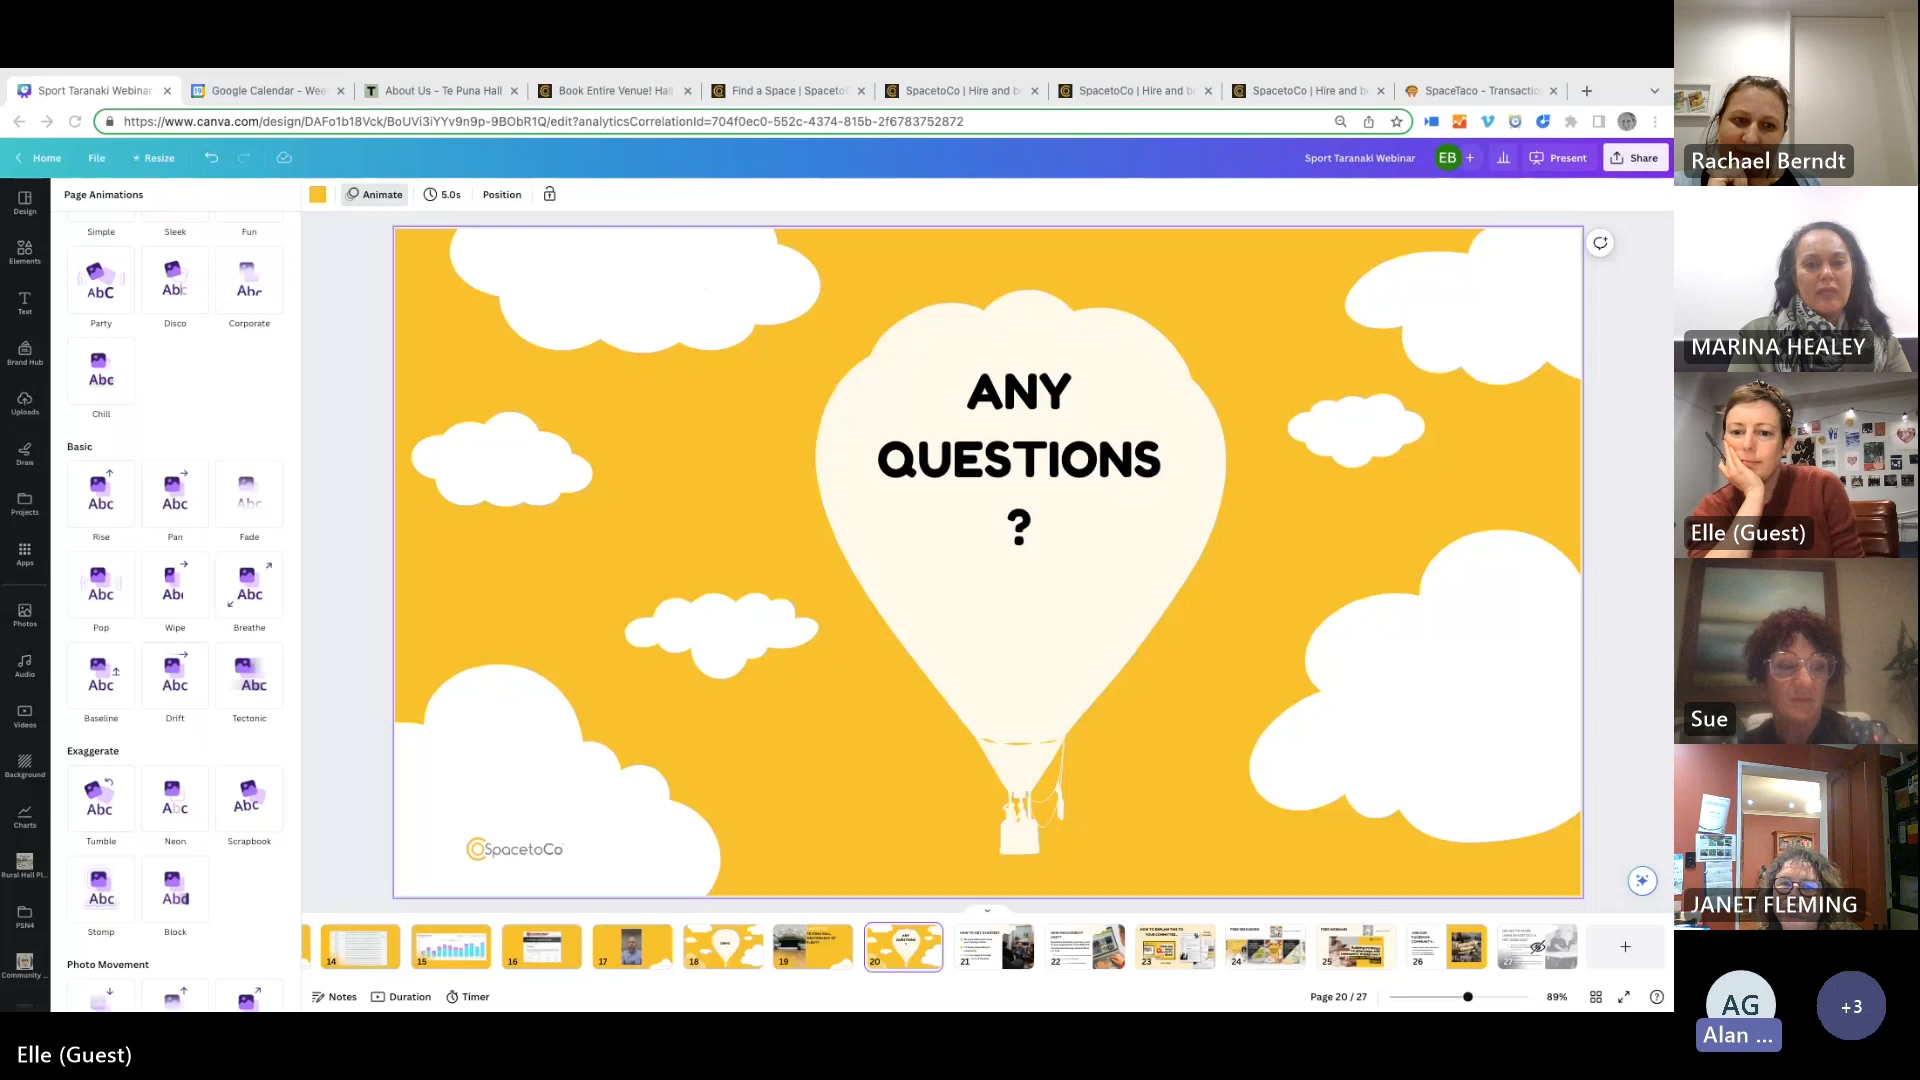 Sport Taranaki Webinar
Google Calendar - Wee
About Us - Te Puna Hall
Book Entire Venue! Hal
Find a Space | Spaceto
SpacetoCo | Hire and b
SpacetoCo | Hire and bo
SpacetoCo | Hire and b
SpaceTaco - Transactio
https://www.canva.com/design/DAFo1b18Vck/BoUVi3iYYv9n9p-9BObR1Q/edit?analyticsCorrelationId=704f0ec0-552c-4374-815b-2f6783752872
Home
File
Resize
Sport Taranaki Webinar
EB
+
Present
Share
Page Animations
Animate
5.0s
Position
Design
Elements
Text
Brand Hub
Uploads
Draw
Projects
Apps
Photos
Audio
Videos
Background
Charts
Rural Hall Pl...
PSN4
Community ...
Simple
Sleek
Fun
Party
Disco
Corporate
Chill
Basic
Rise
Pan
Fade
Pop
Wipe
Breathe
Baseline
Drift
Tectonic
Exaggerate
Tumble
Neon
Scrapbook
Stomp
Block
Photo Movement
ANY
QUESTIONS
?
SpacetoCo
14
15
16
17
18
19
20
21
22
23
24
25
26
27
Notes
Duration
Timer
Page 20 / 27
89%
Rachael Berndt
MARINA HEALEY
Elle (Guest)
Sue
JANET FLEMING
AG
Alan ...
+3
Elle (Guest)